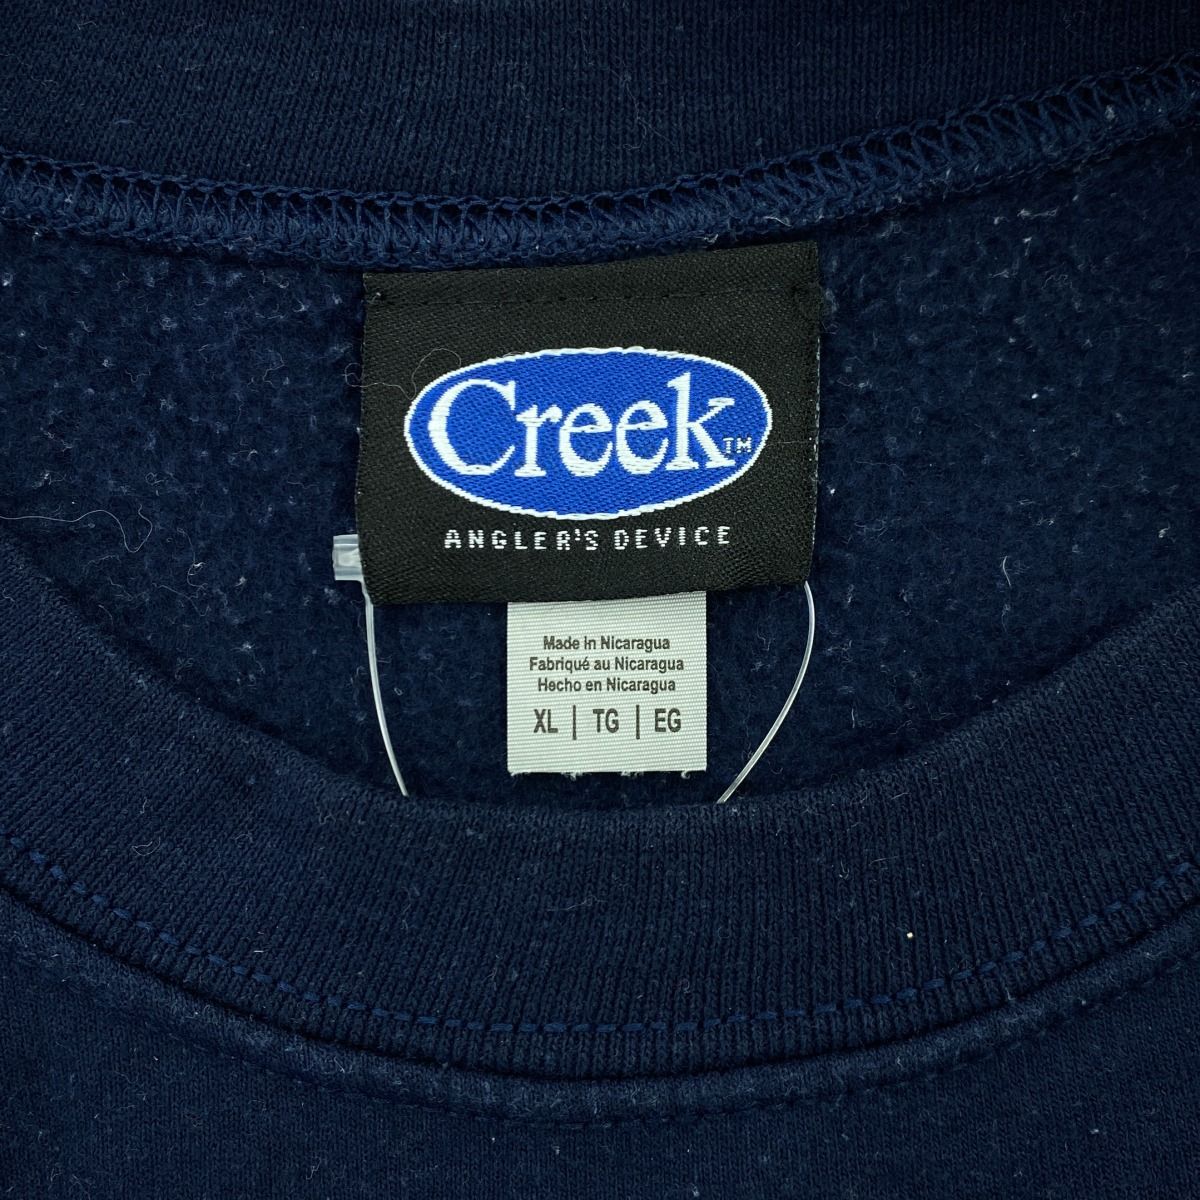 Creek™
ANGLER'S DEVICE
Made in Nicaragua
Fabriqué au Nicaragua
Hecho en Nicaragua
XL | TG | EG